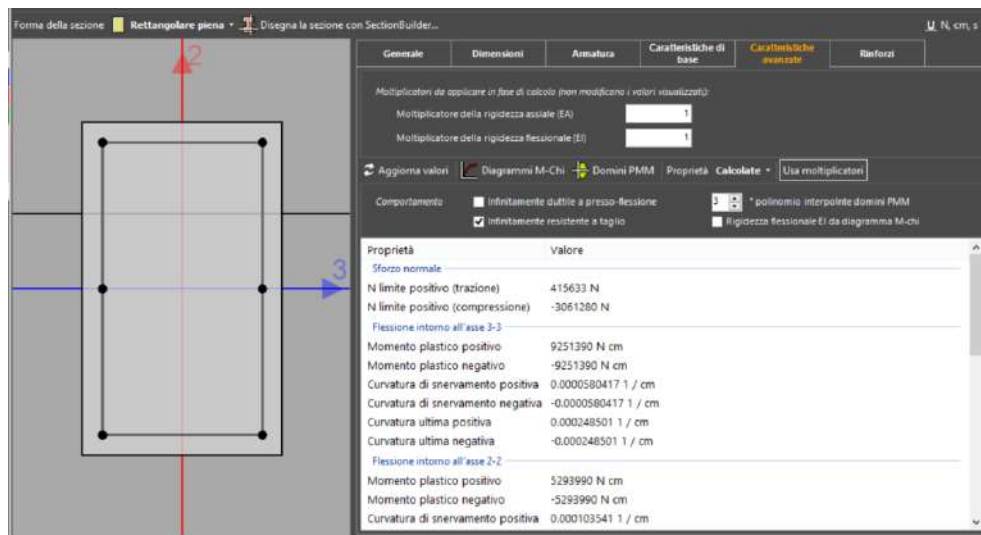 Forma della sezione Rettangolare piena Disegna la sezione con SectionBuilder... U N, cm, s
2
3
Generale Dimensioni Armatura Caratteristiche di base Caratteristiche avanzate Rinforzi
Moltiplicatori da applicare in fase di calcolo (non modificano i valori visualizzati):
Moltiplicatore della rigidezza assiale (EA) 1
Moltiplicatore della rigidezza flessionale (EI) 1
Aggiorna valori Diagrammi M-Chi Domini PMM Proprietà Calcolate Usa moltiplicatori
Comportamento Infinitamente duttile a presso-flessione 3 ° polinomio interpolnte domini PMM
Infinitamente resistente a taglio Rigidezza flessionale EI da diagramma M-chi
Proprietà Valore
Sforzo normale
N limite positivo (trazione) 415633 N
N limite positivo (compressione) -3061280 N
Flessione intorno all'asse 3-3
Momento plastico positivo 9251390 N cm
Momento plastico negativo -9251390 N cm
Curvatura di snervamento positiva 0.0000580417 1 / cm
Curvatura di snervamento negativa -0.0000580417 1 / cm
Curvatura ultima positiva 0.000248501 1 / cm
Curvatura ultima negativa -0.000248501 1 / cm
Flessione intorno all'asse 2-2
Momento plastico positivo 5293990 N cm
Momento plastico negativo -5293990 N cm
Curvatura di snervamento positiva 0.000103541 1 / cm